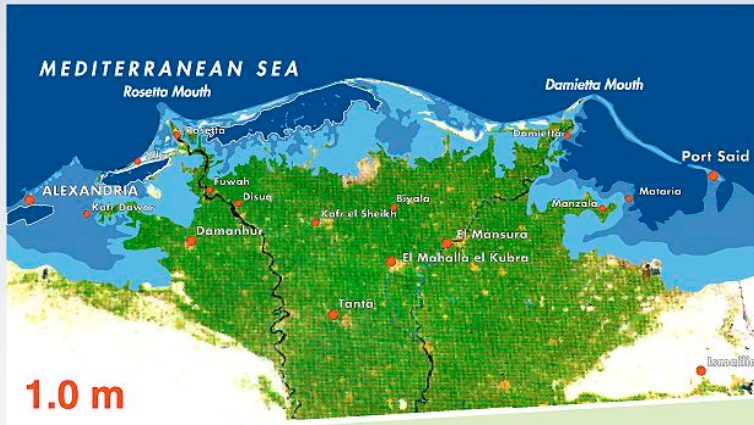 MEDITERRANEAN SEA
Rosetta Mouth
Damietta Mouth
Rosetta
Damietta
Port Said
ALEXANDRIA
Fuwah
Disuq
Biyala
Mataria
Kafr Dawar
Kafr el Sheikh
Manzala
Damanhur
El Mansura
El Mahalla el Kubra
Tanta
Ismailia
1.0 m